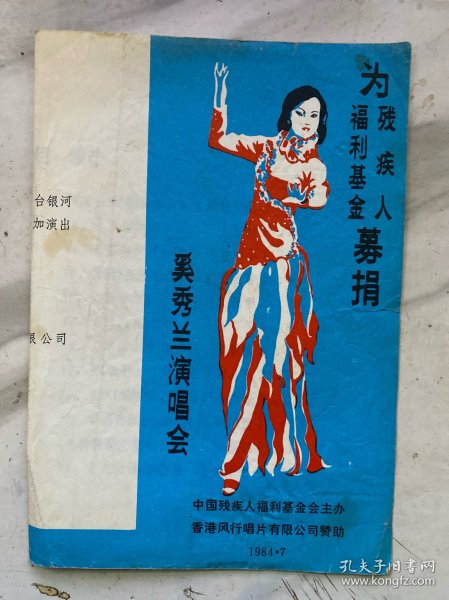 为残疾人
福利基金募捐
奚秀兰演唱会
中国残疾人福利基金会主办
香港风行唱片有限公司赞助
1984·7
台银河
加演出
限公司
孔夫子旧书网
https://www.kongfz.com